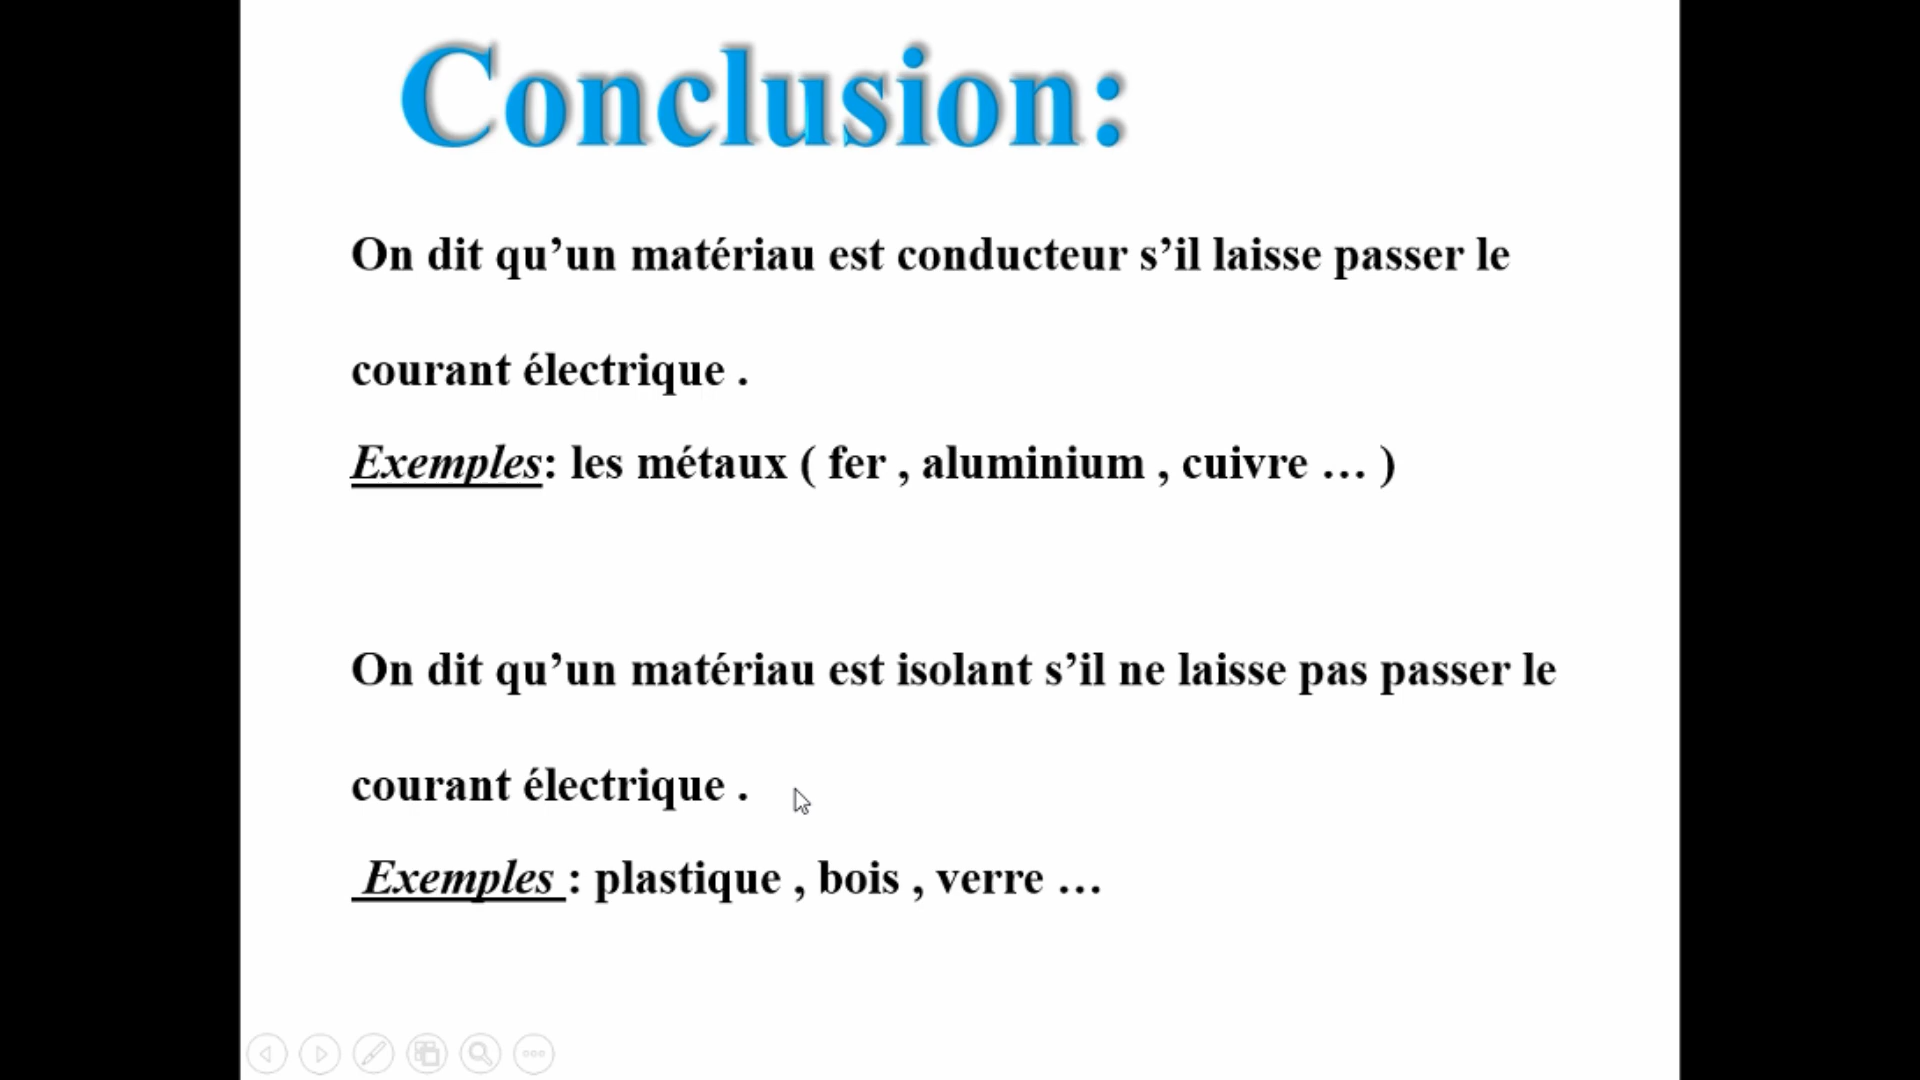 Conclusion:
On dit qu’un matériau est conducteur s’il laisse passer le
courant électrique .
Exemples: les métaux ( fer , aluminium , cuivre … )
On dit qu’un matériau est isolant s’il ne laisse pas passer le
courant électrique .
Exemples : plastique , bois , verre …